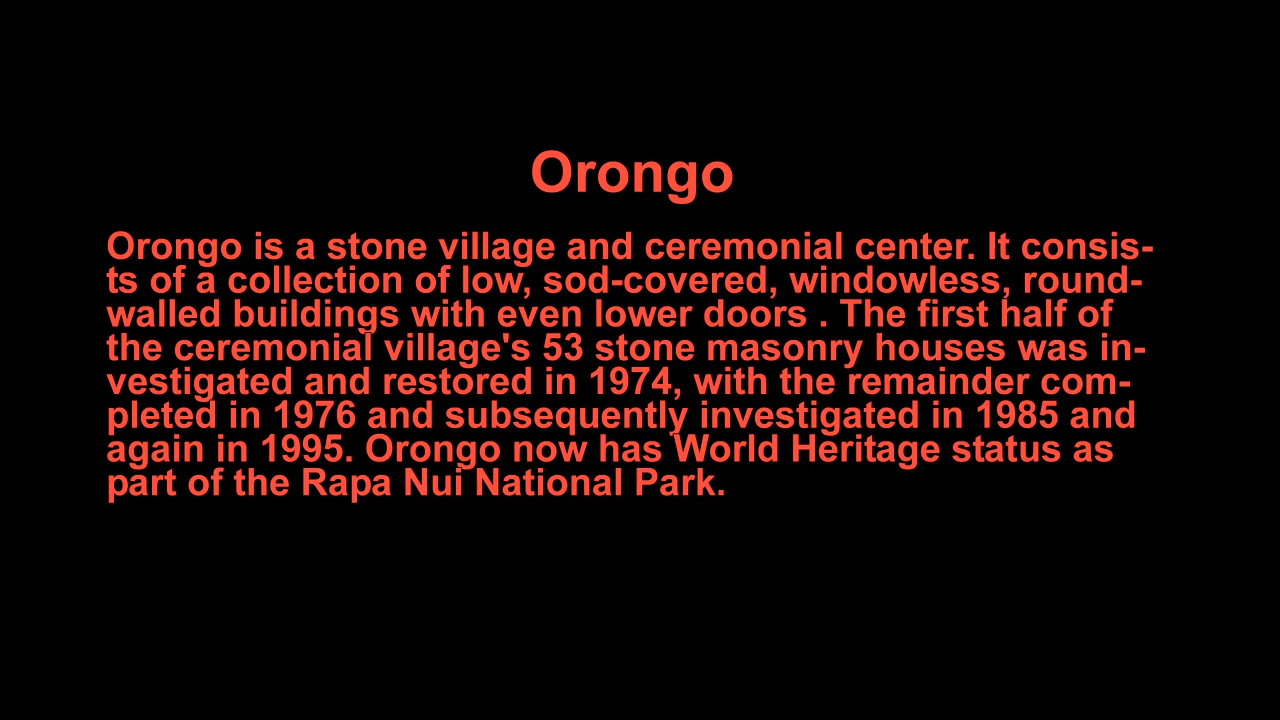 Orongo
Orongo is a stone village and ceremonial center. It consis-
ts of a collection of low, sod-covered, windowless, round-
walled buildings with even lower doors . The first half of
the ceremonial village's 53 stone masonry houses was in-
vestigated and restored in 1974, with the remainder com-
pleted in 1976 and subsequently investigated in 1985 and
again in 1995. Orongo now has World Heritage status as
part of the Rapa Nui National Park.